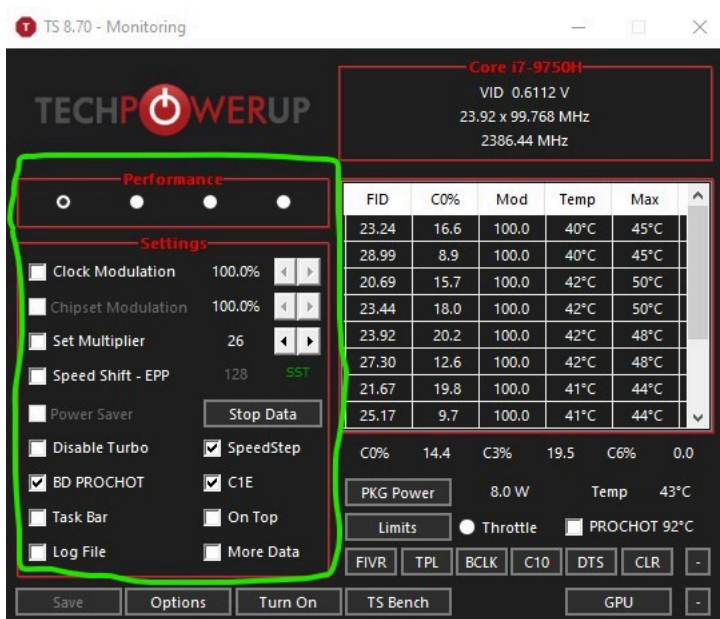 TS 8.70 - Monitoring
TECHPOWERUP
Core i7-9750H
VID 0.6112 V
23.92 x 99.768 MHz
2386.44 MHz
Performance
Settings
Clock Modulation 100.0%
Chipset Modulation 100.0%
Set Multiplier 26
Speed Shift - EPP 128 SST
Power Saver Stop Data
Disable Turbo SpeedStep
BD PROCHOT C1E
Task Bar On Top
Log File More Data
FID C0% Mod Temp Max
23.24 16.6 100.0 40°C 45°C
28.99 8.9 100.0 40°C 45°C
20.69 15.7 100.0 42°C 50°C
23.44 18.0 100.0 42°C 50°C
23.92 20.2 100.0 42°C 48°C
27.30 12.6 100.0 42°C 48°C
21.67 19.8 100.0 41°C 44°C
25.17 9.7 100.0 41°C 44°C
C0% 14.4 C3% 19.5 C6% 0.0
PKG Power 8.0 W Temp 43°C
Limits Throttle PROCHOT 92°C
FIVR TPL BCLK C10 DTS CLR -
Save Options Turn On TS Bench GPU -